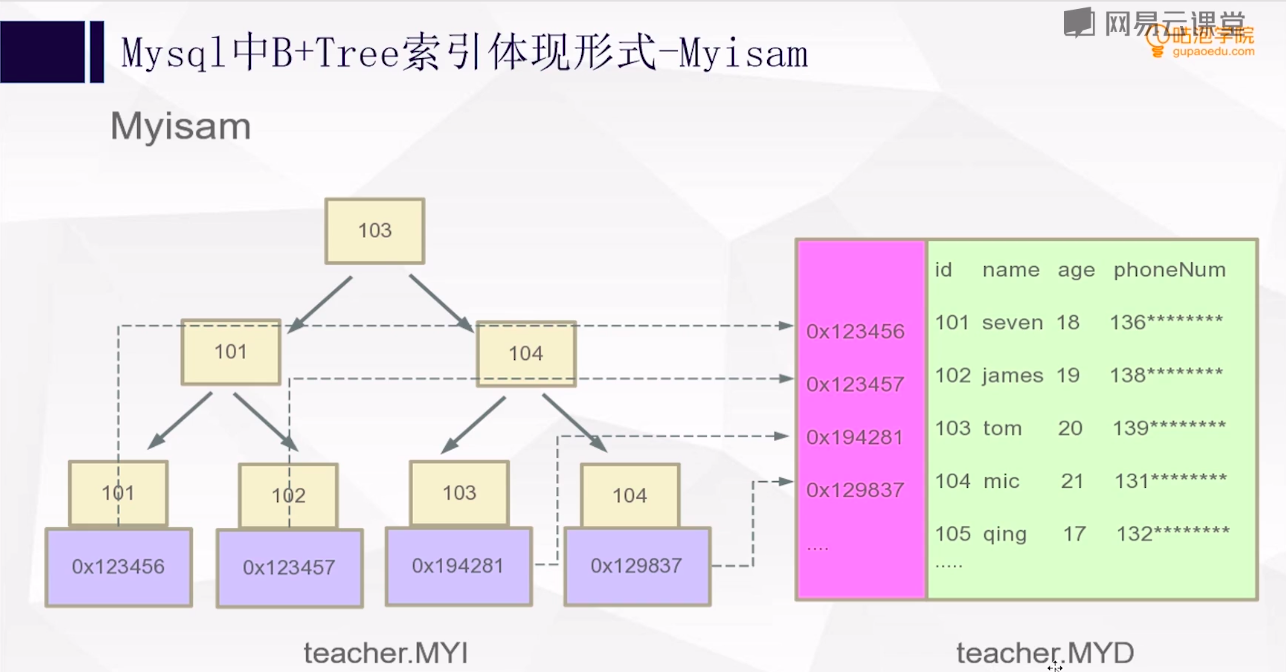 网易云课堂
咕泡学院
gupaoedu.com
Mysql中B+Tree索引体现形式-Myisam
Myisam
103
101
104
101
102
103
104
0x123456
0x123457
0x194281
0x129837
teacher.MYI
0x123456
0x123457
0x194281
0x129837
....
id name age phoneNum
101 seven 18 136********
102 james 19 138********
103 tom 20 139********
104 mic 21 131********
105 qing 17 132********
.....
teacher.MYD